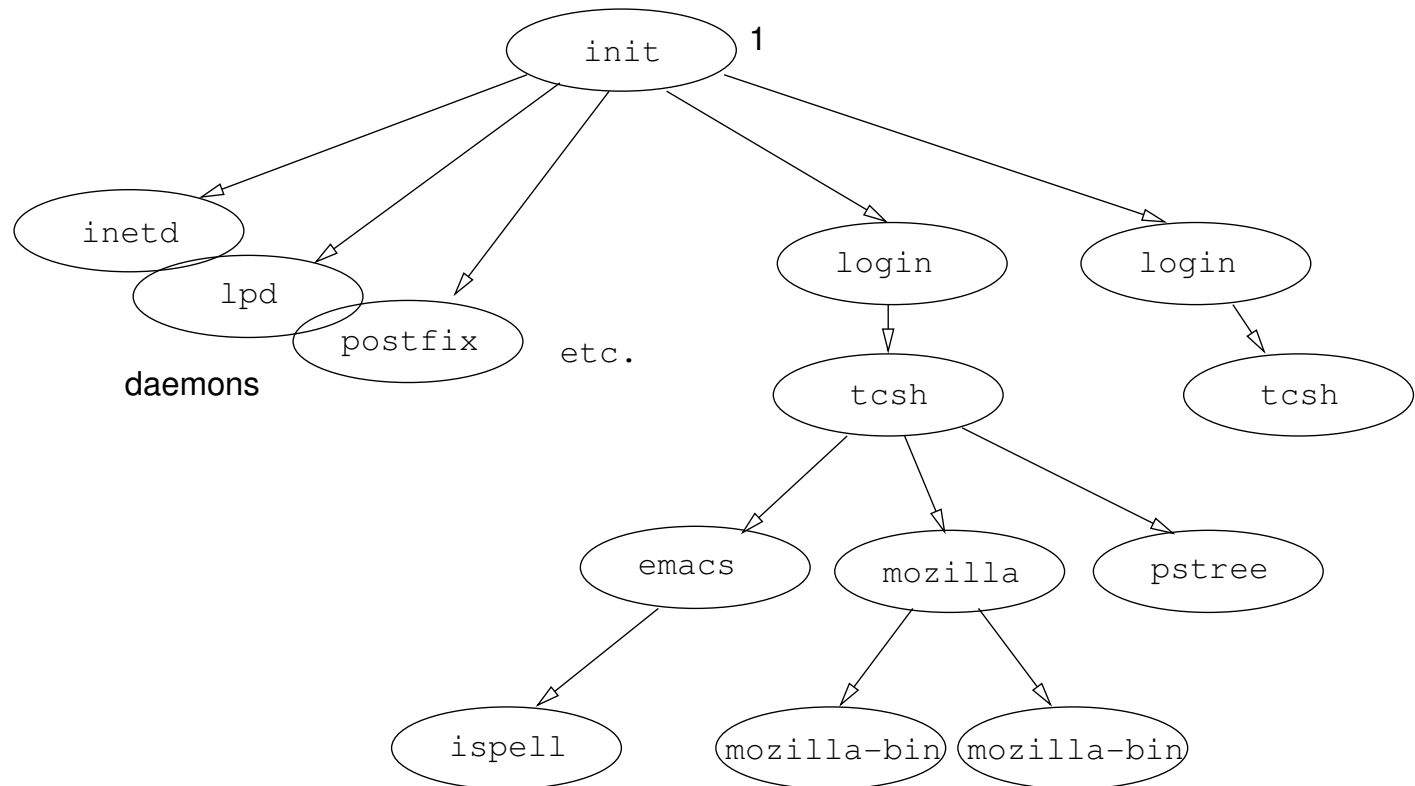 init
1
inetd
lpd
postfix
etc.
daemons
login
login
tcsh
tcsh
emacs
mozilla
pstree
ispell
mozilla-bin
mozilla-bin